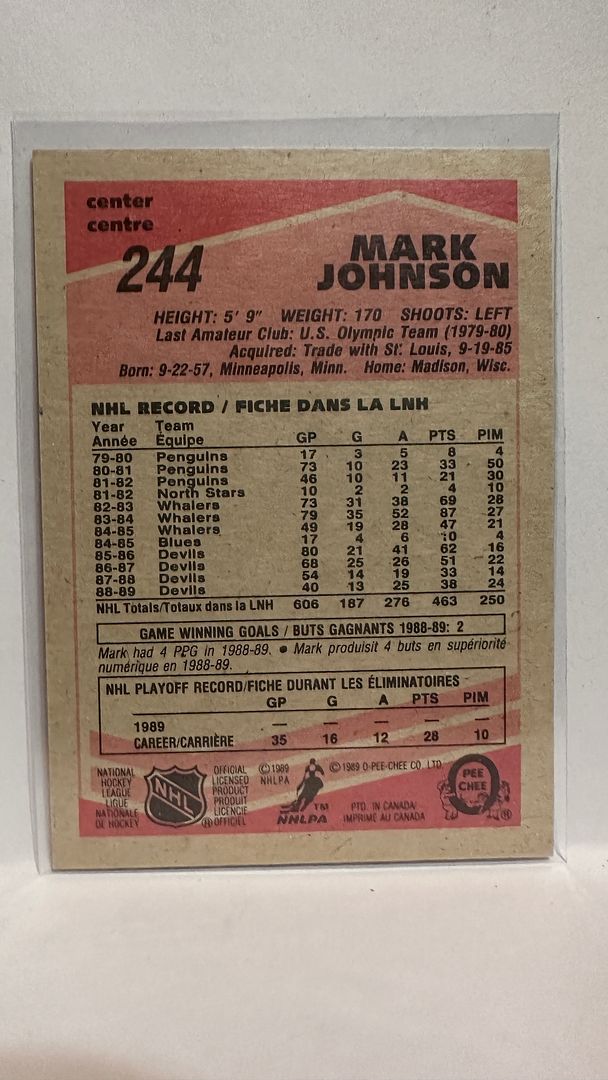 center
centre
244
MARK
JOHNSON
HEIGHT: 5' 9" WEIGHT: 170 SHOOTS: LEFT
Last Amateur Club: U.S. Olympic Team (1979-80)
Acquired: Trade with St. Louis, 9-19-85
Born: 9-22-57, Minneapolis, Minn. Home: Madison, Wisc.
NHL RECORD / FICHE DANS LA LNH
Year Team
Année Équipe GP G A PTS PIM
79-80 Penguins 17 3 5 8 4
80-81 Penguins 73 10 23 33 50
81-82 Penguins 46 10 11 21 30
81-82 North Stars 10 2 2 4 10
82-83 Whalers 73 31 38 69 28
83-84 Whalers 79 35 52 87 27
84-85 Whalers 49 19 28 47 21
84-85 Blues 17 4 6 10 4
85-86 Devils 80 21 41 62 16
86-87 Devils 68 25 26 51 22
87-88 Devils 54 14 19 33 14
88-89 Devils 40 13 25 38 24
NHL Totals/Totaux dans la LNH 606 187 276 463 250
GAME WINNING GOALS / BUTS GAGNANTS 1988-89: 2
Mark had 4 PPG in 1988-89. ● Mark produisit 4 buts en supériorité
numérique en 1988-89.
NHL PLAYOFF RECORD/FICHE DURANT LES ÉLIMINATOIRES
GP G A PTS PIM
1989 — — — — —
CAREER/CARRIÈRE 35 16 12 28 10
NATIONAL
HOCKEY
LEAGUE
LIGUE
NATIONALE
DE HOCKEY
NHL
®
OFFICIAL
LICENSED
PRODUCT
PRODUIT
LICENCIÉ
OFFICIEL
© 1989
NHLPA
TM
NHLPA
© 1989 O-PEE-CHEE CO. LTD.
PTD. IN CANADA
IMPRIMÉ AU CANADA
O
PEE
CHEE
®